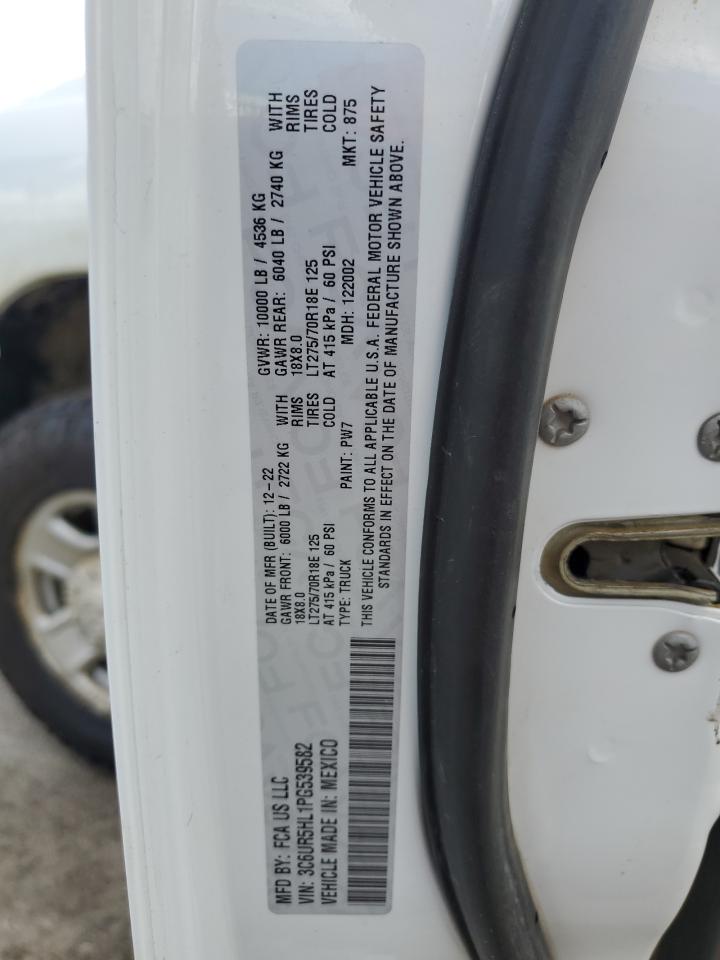 MFD BY: FCA US LLC
VIN: 3C6UR5HL1PG539582
VEHICLE MADE IN: MEXICO
DATE OF MFR (BUILT): 12-22
GAWR FRONT: 6000 LB / 2722 KG WITH
18X8.0 RIMS
LT275/70R18E 125 TIRES
AT 415 kPa / 60 PSI COLD
TYPE: TRUCK
PAINT: PW7
GVWR: 10000 LB / 4536 KG
GAWR REAR: 6040 LB / 2740 KG WITH
18X8.0 RIMS
LT275/70R18E 125 TIRES
AT 415 kPa / 60 PSI COLD
MDH: 122002
MKT: 875
THIS VEHICLE CONFORMS TO ALL APPLICABLE U.S.A. FEDERAL MOTOR VEHICLE SAFETY
STANDARDS IN EFFECT ON THE DATE OF MANUFACTURE SHOWN ABOVE.